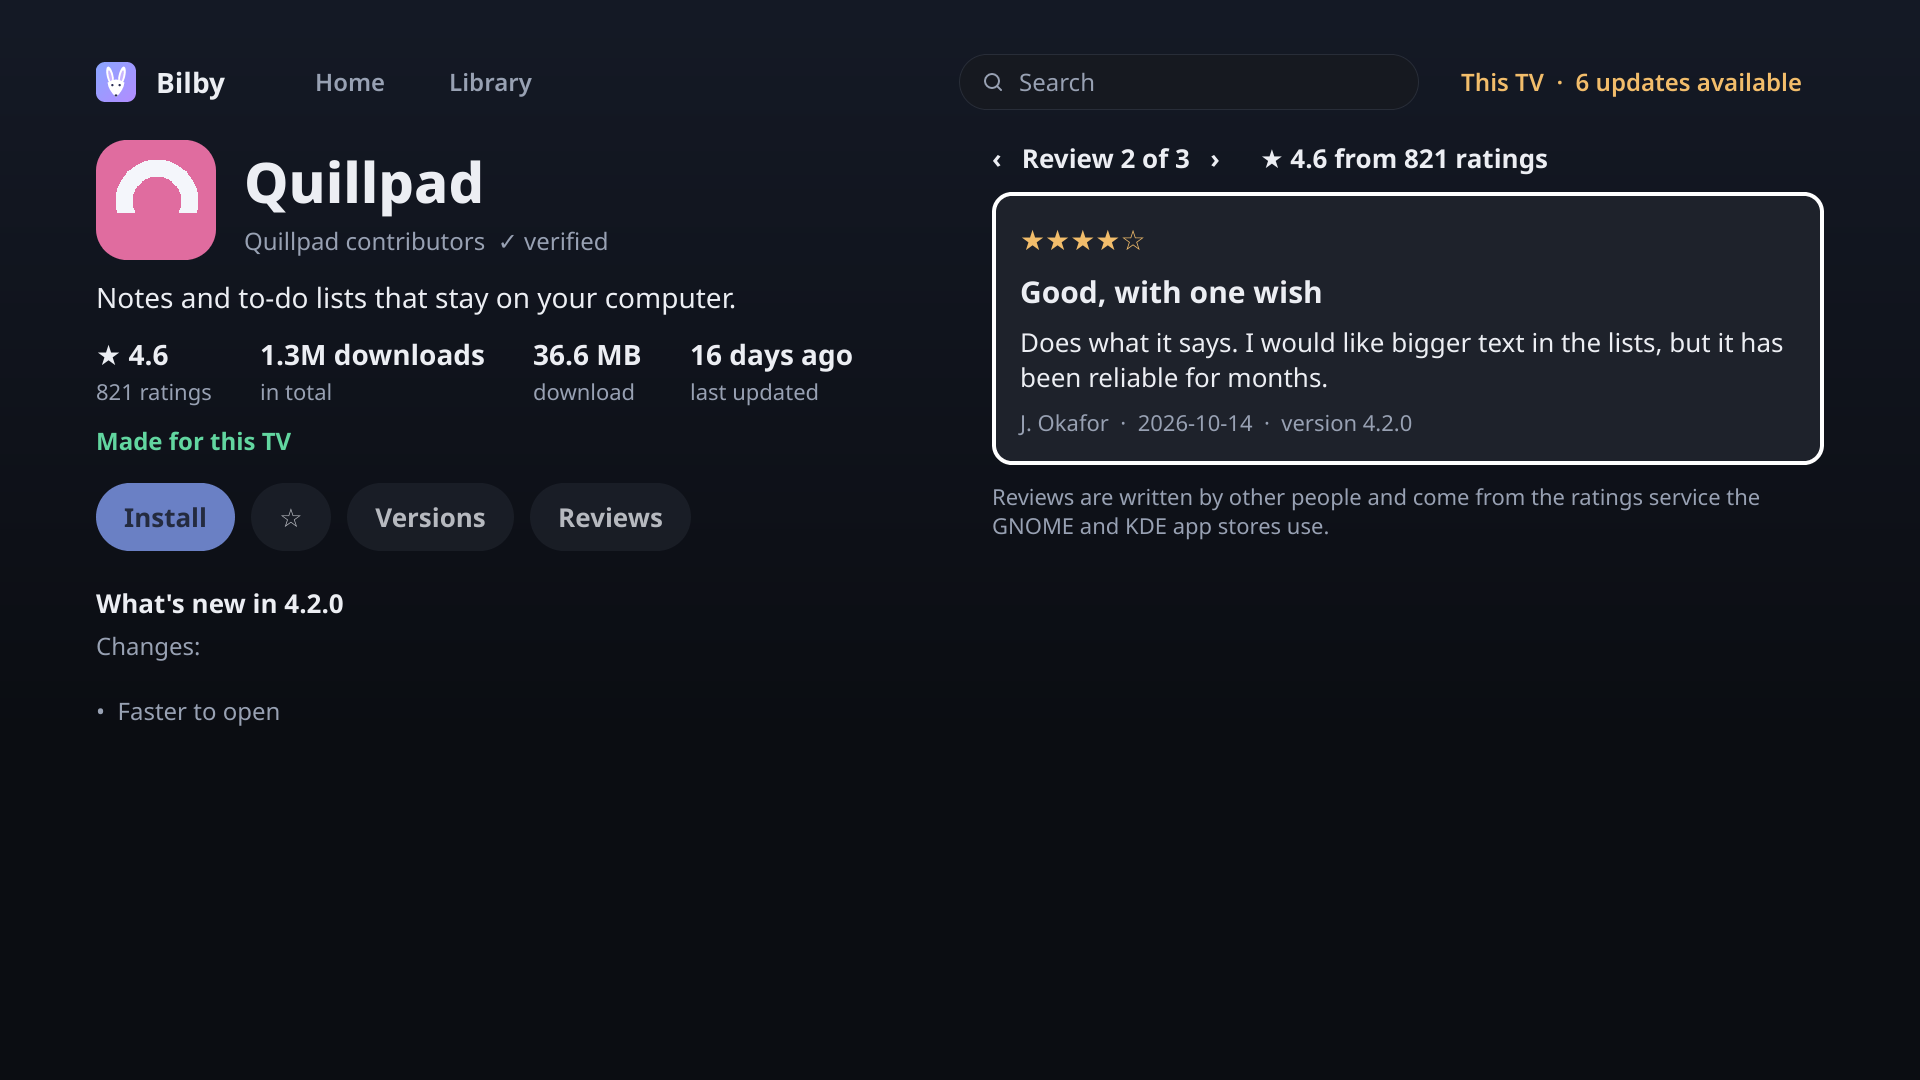 Bilby
Home
Library
Search
This TV · 6 updates available
Quillpad
Quillpad contributors ✓ verified
Notes and to-do lists that stay on your computer.
★ 4.6
821 ratings
1.3M downloads
in total
36.6 MB
download
16 days ago
last updated
Made for this TV
Install
☆
Versions
Reviews
What's new in 4.2.0
Changes:
• Faster to open
‹ Review 2 of 3 ›
★ 4.6 from 821 ratings
★★★★☆
Good, with one wish
Does what it says. I would like bigger text in the lists, but it has
been reliable for months.
J. Okafor · 2026-10-14 · version 4.2.0
Reviews are written by other people and come from the ratings service the
GNOME and KDE app stores use.